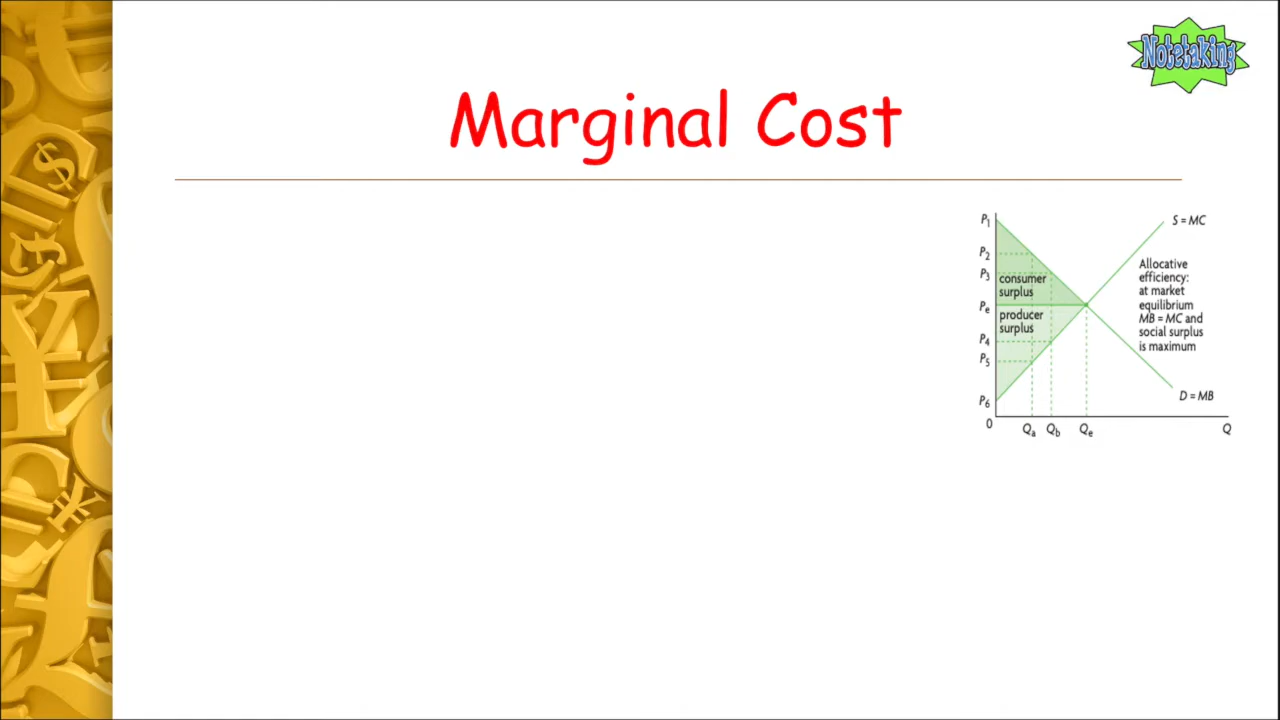 Notetaking
Marginal Cost
P1
S = MC
P2
Allocative
efficiency:
at market
equilibrium
MB = MC and
social surplus
is maximum
P3
consumer
surplus
Pe
producer
surplus
P4
P5
P6
D = MB
0
Qa
Qb
Qe
Q